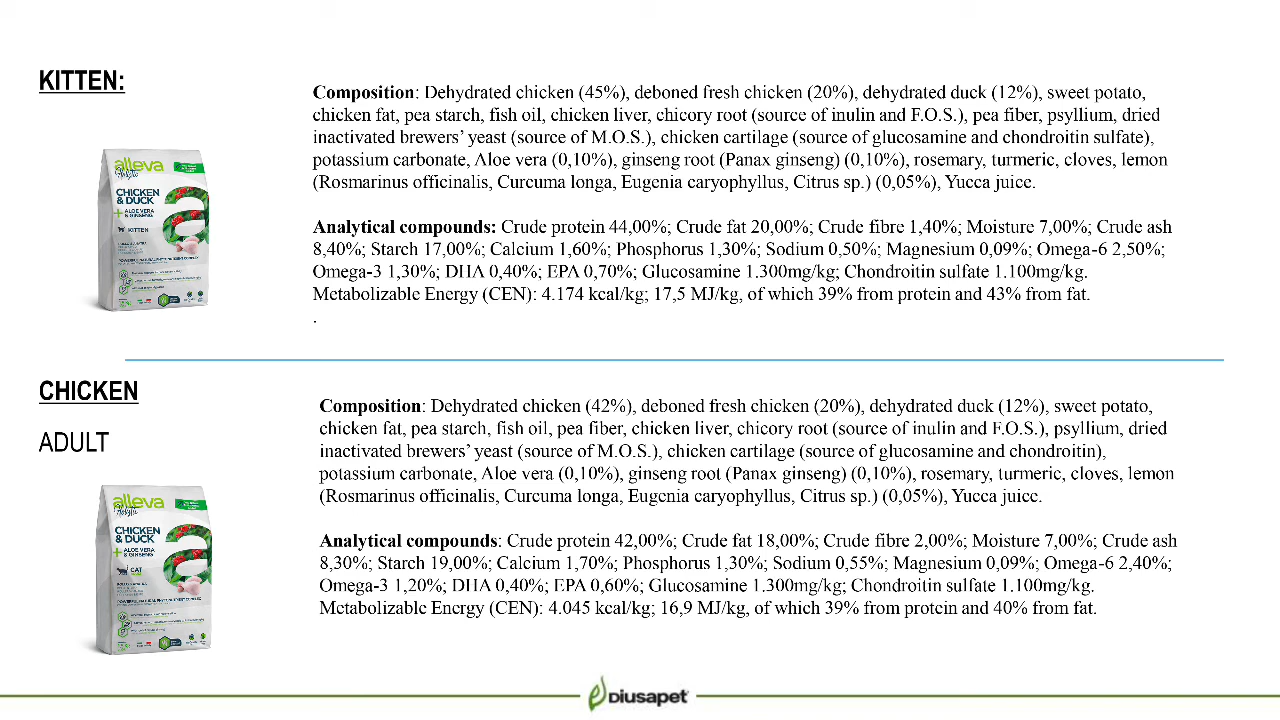 KITTEN:
Composition: Dehydrated chicken (45%), deboned fresh chicken (20%), dehydrated duck (12%), sweet potato,
chicken fat, pea starch, fish oil, chicken liver, chicory root (source of inulin and F.O.S.), pea fiber, psyllium, dried
inactivated brewers’ yeast (source of M.O.S.), chicken cartilage (source of glucosamine and chondroitin sulfate),
potassium carbonate, Aloe vera (0,10%), ginseng root (Panax ginseng) (0,10%), rosemary, turmeric, cloves, lemon
(Rosmarinus officinalis, Curcuma longa, Eugenia caryophyllus, Citrus sp.) (0,05%), Yucca juice.
Analytical compounds: Crude protein 44,00%; Crude fat 20,00%; Crude fibre 1,40%; Moisture 7,00%; Crude ash
8,40%; Starch 17,00%; Calcium 1,60%; Phosphorus 1,30%; Sodium 0,50%; Magnesium 0,09%; Omega-6 2,50%;
Omega-3 1,30%; DHA 0,40%; EPA 0,70%; Glucosamine 1.300mg/kg; Chondroitin sulfate 1.100mg/kg.
Metabolizable Energy (CEN): 4.174 kcal/kg; 17,5 MJ/kg, of which 39% from protein and 43% from fat.
.
alleva
Holistic
CHICKEN
& DUCK
+ ALOE VERA
& GINSENG
KITTEN
CHICKEN
ADULT
Composition: Dehydrated chicken (42%), deboned fresh chicken (20%), dehydrated duck (12%), sweet potato,
chicken fat, pea starch, fish oil, pea fiber, chicken liver, chicory root (source of inulin and F.O.S.), psyllium, dried
inactivated brewers’ yeast (source of M.O.S.), chicken cartilage (source of glucosamine and chondroitin),
potassium carbonate, Aloe vera (0,10%), ginseng root (Panax ginseng) (0,10%), rosemary, turmeric, cloves, lemon
(Rosmarinus officinalis, Curcuma longa, Eugenia caryophyllus, Citrus sp.) (0,05%), Yucca juice.
Analytical compounds: Crude protein 42,00%; Crude fat 18,00%; Crude fibre 2,00%; Moisture 7,00%; Crude ash
8,30%; Starch 19,00%; Calcium 1,70%; Phosphorus 1,30%; Sodium 0,55%; Magnesium 0,09%; Omega-6 2,40%;
Omega-3 1,20%; DHA 0,40%; EPA 0,60%; Glucosamine 1.300mg/kg; Chondroitin sulfate 1.100mg/kg.
Metabolizable Energy (CEN): 4.045 kcal/kg; 16,9 MJ/kg, of which 39% from protein and 40% from fat.
alleva
Holistic
CHICKEN
& DUCK
+ ALOE VERA
& GINSENG
CAT
DIUSAPET